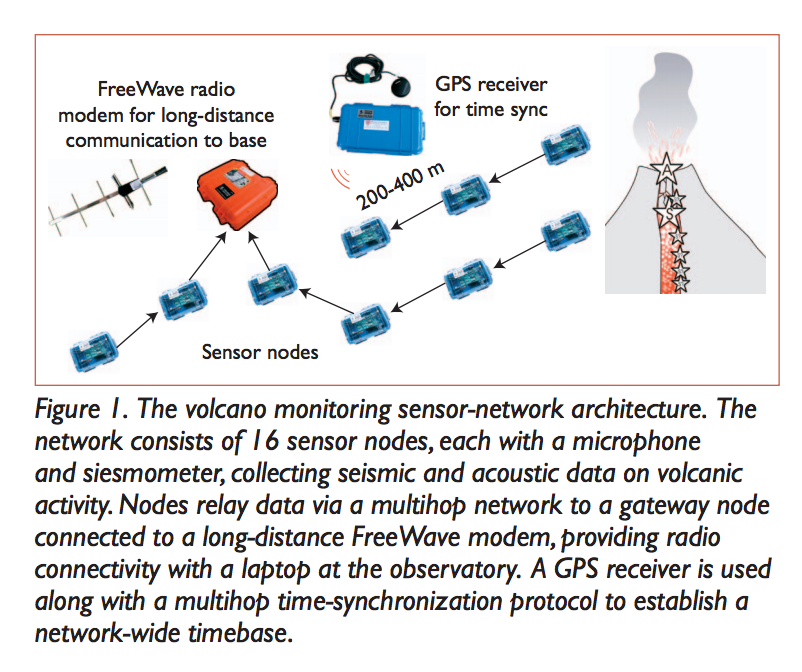 FreeWave radio
modem for long-distance
communication to base
GPS receiver
for time sync
200-400 m
A
S
Sensor nodes
Figure 1. The volcano monitoring sensor-network architecture. The
network consists of 16 sensor nodes, each with a microphone
and siesmometer, collecting seismic and acoustic data on volcanic
activity. Nodes relay data via a multihop network to a gateway node
connected to a long-distance FreeWave modem, providing radio
connectivity with a laptop at the observatory. A GPS receiver is used
along with a multihop time-synchronization protocol to establish a
network-wide timebase.